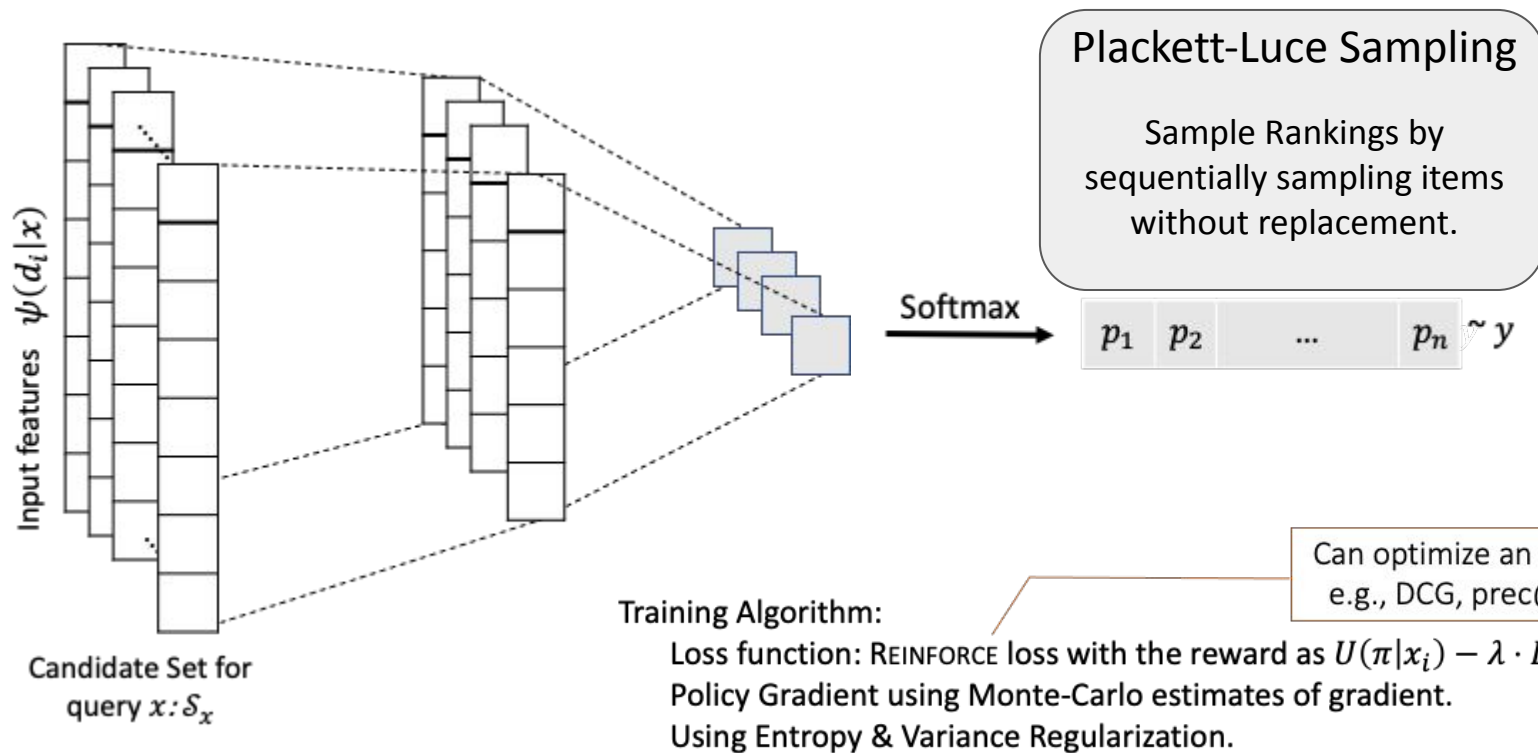 Plackett-Luce Sampling
Sample Rankings by
sequentially sampling items
without replacement.
Input features ψ(d_i|x)
Softmax
p_1 p_2 ... p_n ~ y
Candidate Set for
query x: 𝒮_x
Can optimize an
e.g., DCG, prec
Training Algorithm:
Loss function: REINFORCE loss with the reward as U(π|x_i) − λ ·
Policy Gradient using Monte-Carlo estimates of gradient.
Using Entropy & Variance Regularization.